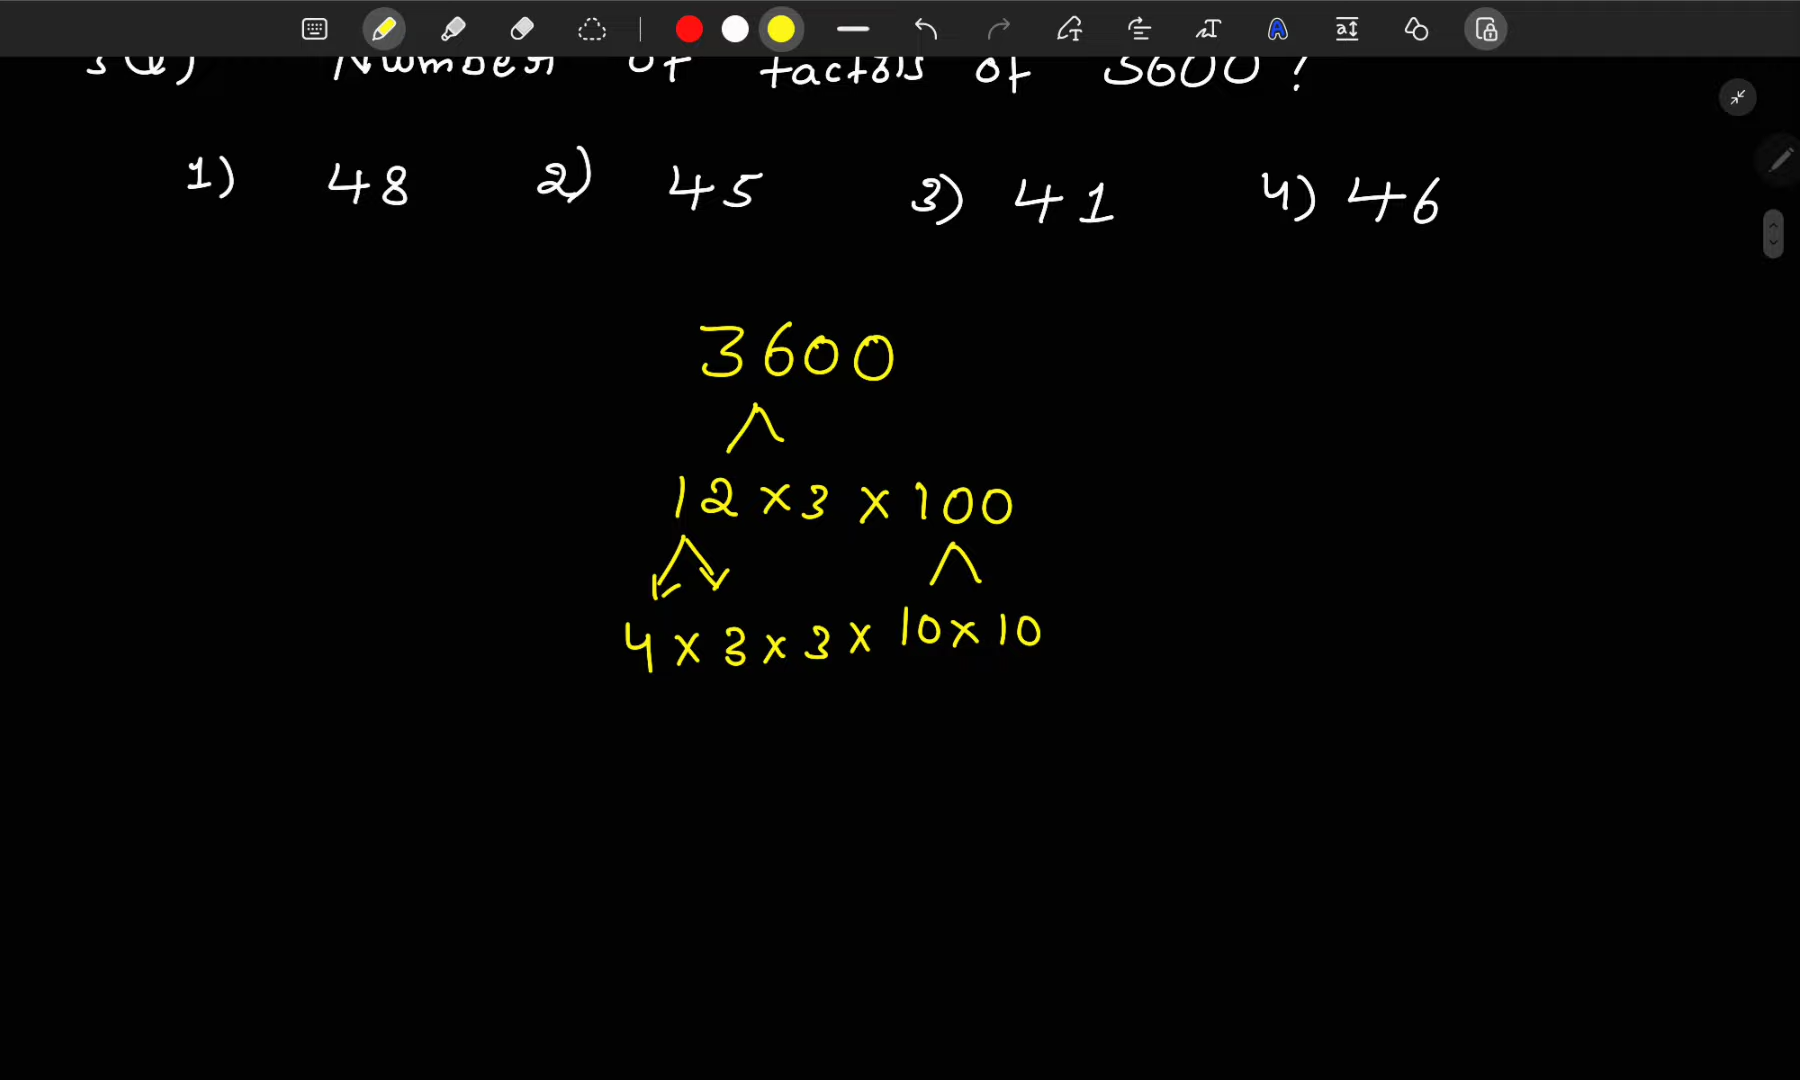 Number of factors of 3600?
1) 48 2) 45 3) 41 4) 46
3600
12 × 3 × 100
4 × 3 × 3 × 10 × 10